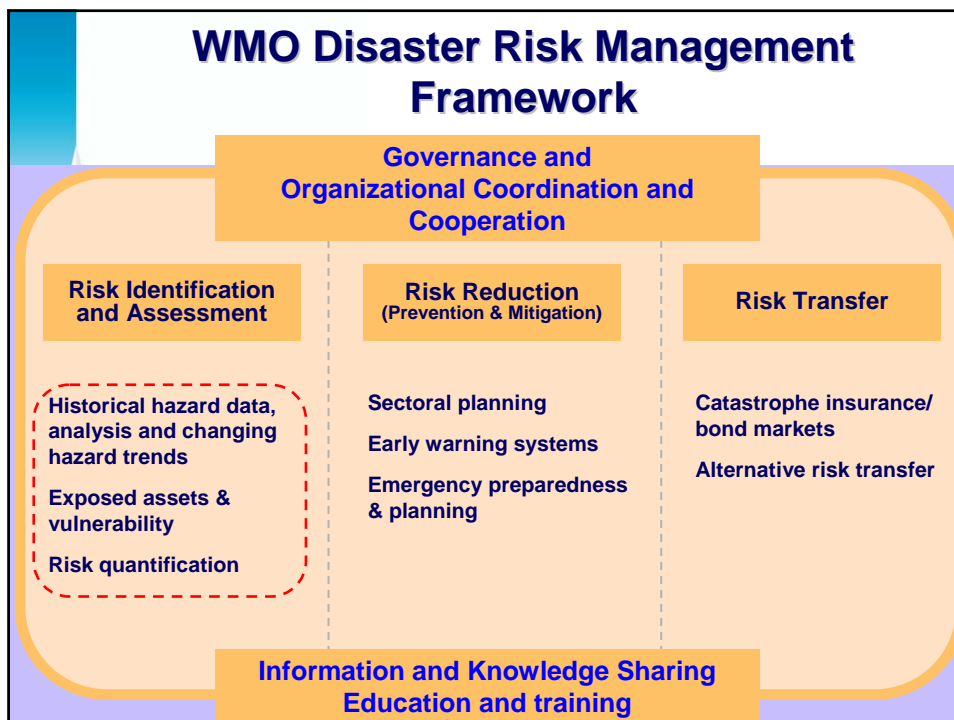 WMO Disaster Risk Management
Framework
Governance and
Organizational Coordination and
Cooperation
Risk Identification
and Assessment
Historical hazard data,
analysis and changing
hazard trends
Exposed assets &
vulnerability
Risk quantification
Risk Reduction
(Prevention & Mitigation)
Sectoral planning
Early warning systems
Emergency preparedness
& planning
Risk Transfer
Catastrophe insurance/
bond markets
Alternative risk transfer
Information and Knowledge Sharing
Education and training